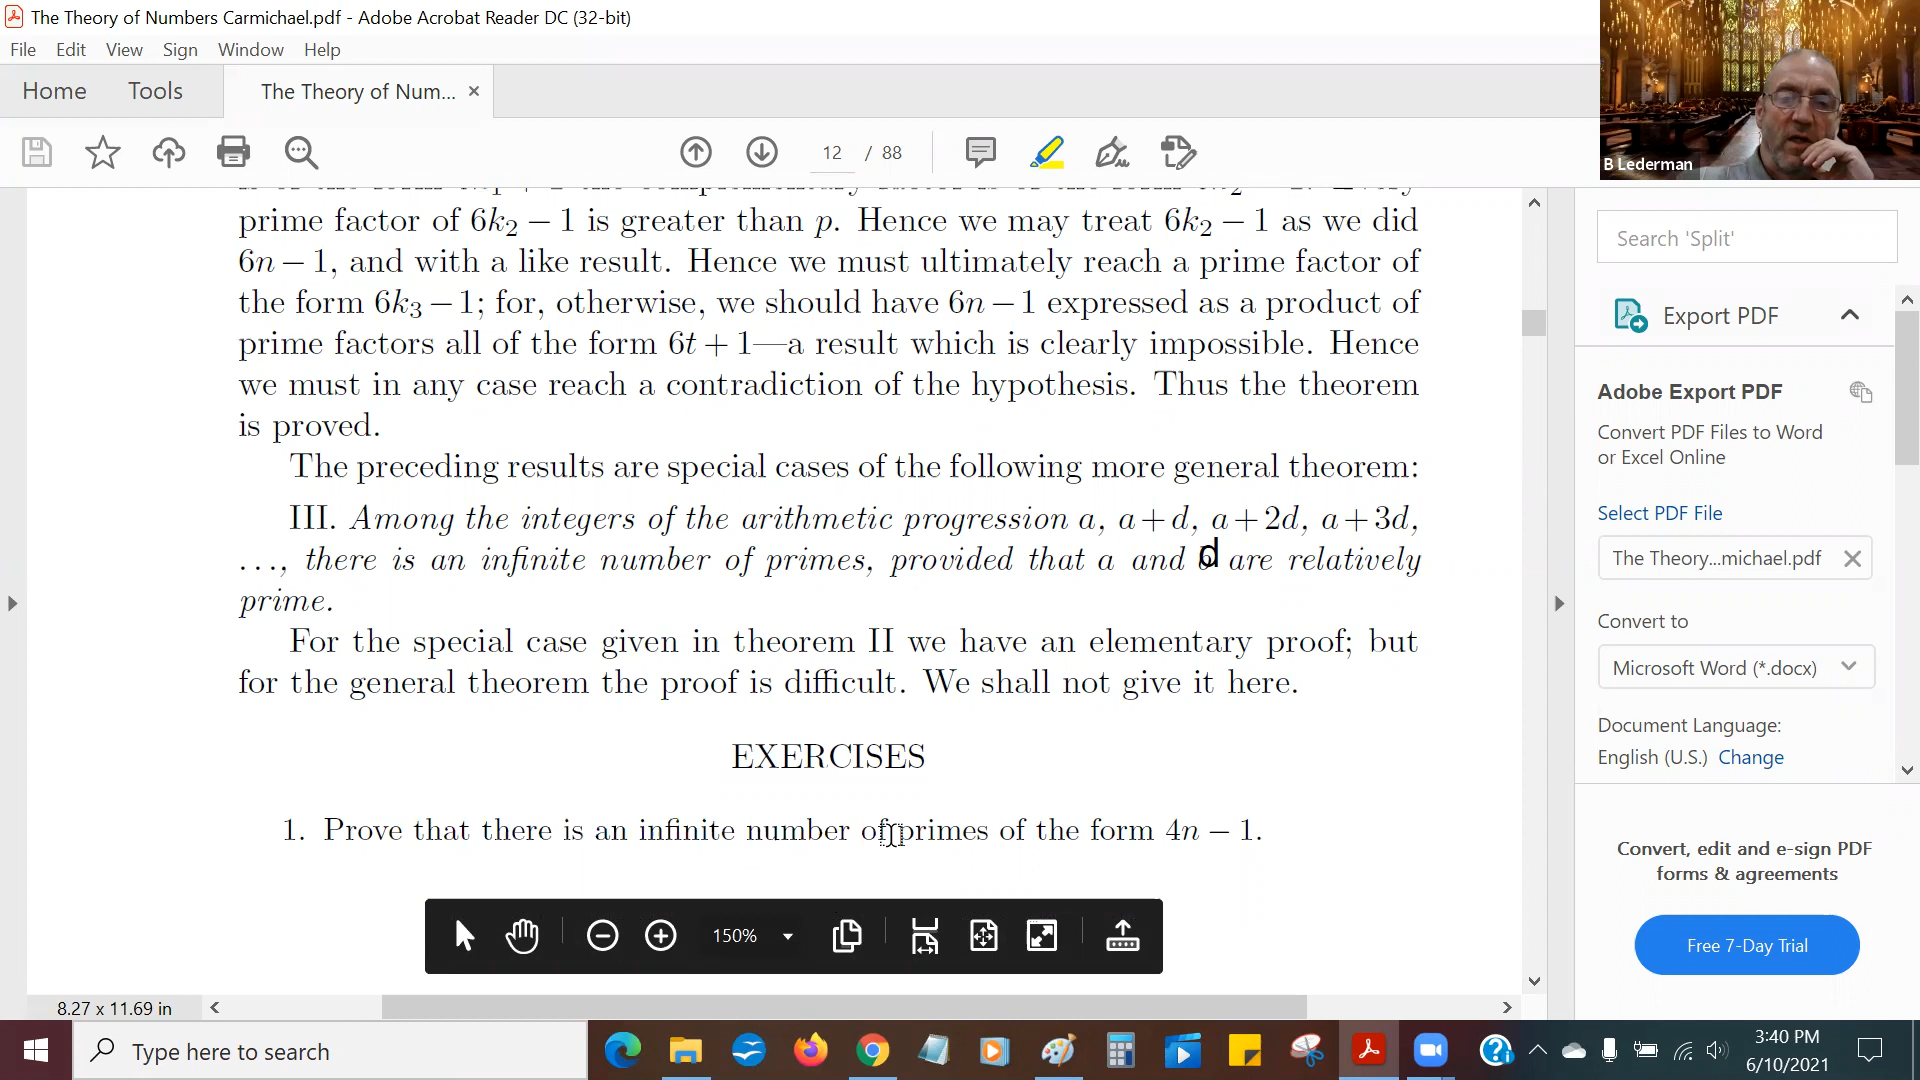 The Theory of Numbers Carmichael.pdf - Adobe Acrobat Reader DC (32-bit)
File Edit View Sign Window Help
Home Tools The Theory of Num... ×
12 / 88
B Lederman
prime factor of 6k₂ − 1 is greater than p. Hence we may treat 6k₂ − 1 as we did
6n − 1, and with a like result. Hence we must ultimately reach a prime factor of
the form 6k₃ − 1; for, otherwise, we should have 6n − 1 expressed as a product of
prime factors all of the form 6t + 1—a result which is clearly impossible. Hence
we must in any case reach a contradiction of the hypothesis. Thus the theorem
is proved.
The preceding results are special cases of the following more general theorem:
III. Among the integers of the arithmetic progression a, a + d, a + 2d, a + 3d,
..., there is an infinite number of primes, provided that a and d are relatively
prime.
For the special case given in theorem II we have an elementary proof; but
for the general theorem the proof is difficult. We shall not give it here.
EXERCISES
1. Prove that there is an infinite number of primes of the form 4n − 1.
150%
8.27 x 11.69 in
Search 'Split'
Export PDF
Adobe Export PDF
Convert PDF Files to Word
or Excel Online
Select PDF File
The Theory...michael.pdf
Convert to
Microsoft Word (*.docx)
Document Language:
English (U.S.) Change
Convert, edit and e-sign PDF
forms & agreements
Free 7-Day Trial
Type here to search
3:40 PM
6/10/2021